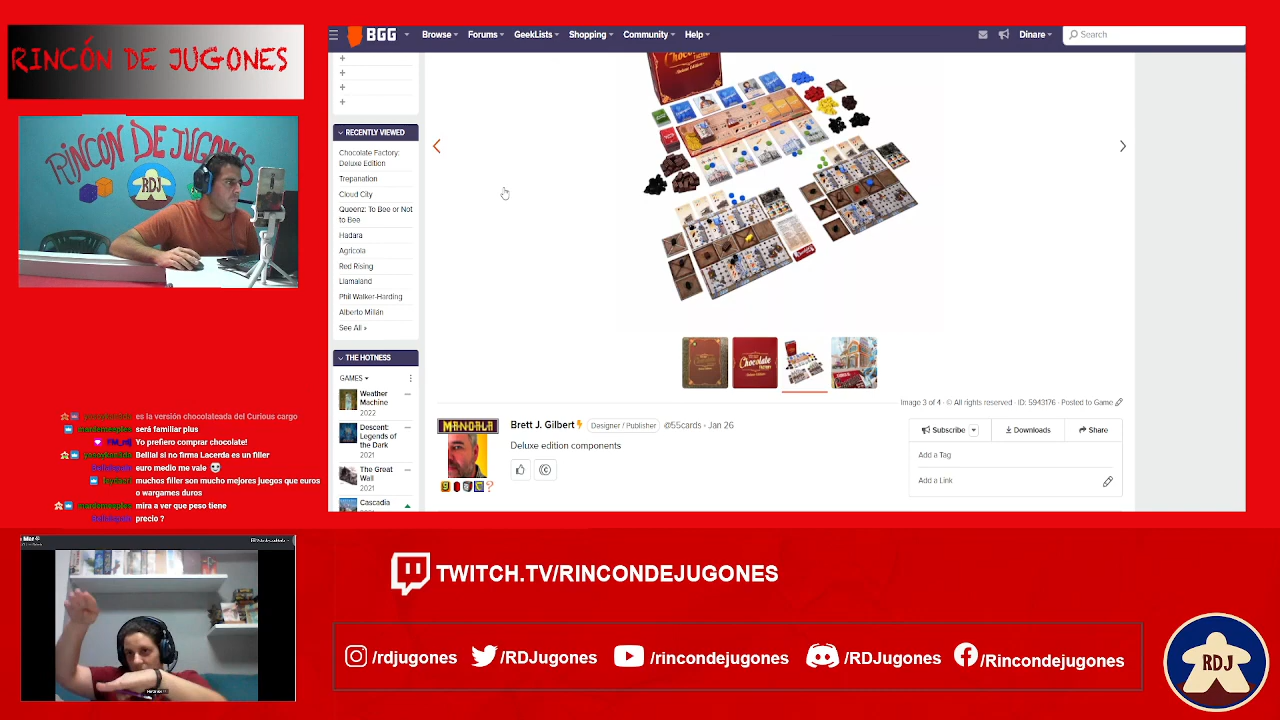 RINCÓN DE JUGONES
RINCÓN DE JUGONES
RDJ
BGG
Browse
Forums
GeekLists
Shopping
Community
Help
Dinare
Search
RECENTLY VIEWED
Chocolate Factory:
Deluxe Edition
Trepanation
Cloud City
Queenz: To Bee or Not
to Bee
Hadara
Agricola
Red Rising
Llamaland
Phil Walker-Harding
Alberto Millán
See All »
THE HOTNESS
GAMES
Weather
Machine
2022
Descent:
Legends of
the Dark
2021
The Great
Wall
2021
Cascadia
Chocolate
Factory
Deluxe Edition
Chocolate
Image 3 of 4 · © All rights reserved · ID: 5943176 · Posted to Game
MANDALA
Brett J. Gilbert
Designer / Publisher
@55cards · Jan 26
Deluxe edition components
Subscribe
Downloads
Share
Add a Tag
Add a Link
es la versión chocolateada del Curious cargo
será familiar plus
Yo prefiero comprar chocolate!
Bellial si no firma Lacerda es un filler
euro medio me vale
muchos filler son mucho mejores juegos que euros
o wargames duros
mira a ver que peso tiene
precio ?
TWITCH.TV/RINCONDEJUGONES
/rdjugones
/RDJugones
/rincondejugones
/RDJugones
/Rincondejugones
RDJ